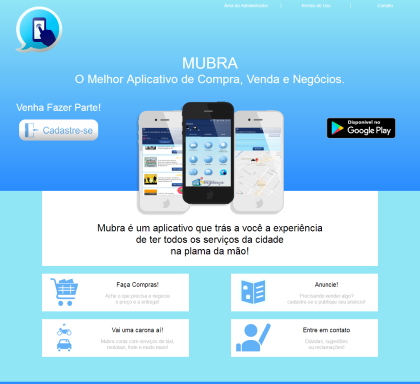 Área do Administrador | Termos de Uso | Contato
MUBRA
O Melhor Aplicativo de Compra, Venda e Negócios.
Venha Fazer Parte!
Cadastre-se
Disponível no
Google Play
Mubra é um aplicativo que trás a você a experiência
de ter todos os serviços da cidade
na plama da mão!
Faça Compras!
Ache o que precisa e negocie
o preço e a entrega!
Anuncie!
Precisando vender algo?
cadastre-se e publique seu anúncio!
Vai uma carona aí!
Mubra conta com serviços de táxi,
mototáxi, frete e muito mais!
Entre em contato
Dúvidas, sugestões
ou reclamações!